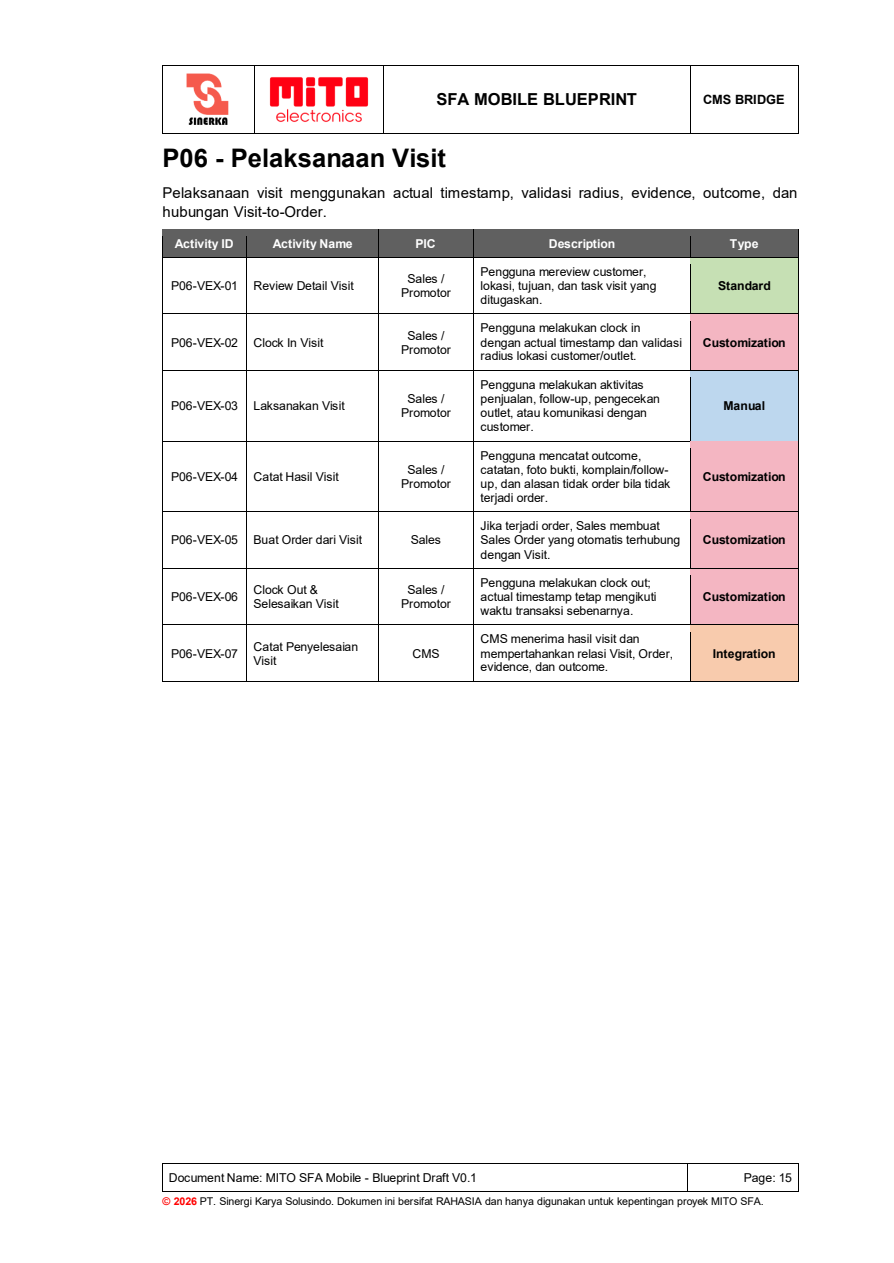 SINERKA
MiTO
electronics
SFA MOBILE BLUEPRINT
CMS BRIDGE
P06 - Pelaksanaan Visit
Pelaksanaan visit menggunakan actual timestamp, validasi radius, evidence, outcome, dan
hubungan Visit-to-Order.
Activity ID
Activity Name
PIC
Description
Type
P06-VEX-01
Review Detail Visit
Sales /
Promotor
Pengguna mereview customer,
lokasi, tujuan, dan task visit yang
ditugaskan.
Standard
P06-VEX-02
Clock In Visit
Sales /
Promotor
Pengguna melakukan clock in
dengan actual timestamp dan validasi
radius lokasi customer/outlet.
Customization
P06-VEX-03
Laksanakan Visit
Sales /
Promotor
Pengguna melakukan aktivitas
penjualan, follow-up, pengecekan
outlet, atau komunikasi dengan
customer.
Manual
P06-VEX-04
Catat Hasil Visit
Sales /
Promotor
Pengguna mencatat outcome,
catatan, foto bukti, komplain/follow-
up, dan alasan tidak order bila tidak
terjadi order.
Customization
P06-VEX-05
Buat Order dari Visit
Sales
Jika terjadi order, Sales membuat
Sales Order yang otomatis terhubung
dengan Visit.
Customization
P06-VEX-06
Clock Out &
Selesaikan Visit
Sales /
Promotor
Pengguna melakukan clock out;
actual timestamp tetap mengikuti
waktu transaksi sebenarnya.
Customization
P06-VEX-07
Catat Penyelesaian
Visit
CMS
CMS menerima hasil visit dan
mempertahankan relasi Visit, Order,
evidence, dan outcome.
Integration
Document Name: MITO SFA Mobile - Blueprint Draft V0.1
Page: 15
© 2026 PT. Sinergi Karya Solusindo. Dokumen ini bersifat RAHASIA dan hanya digunakan untuk kepentingan proyek MITO SFA.